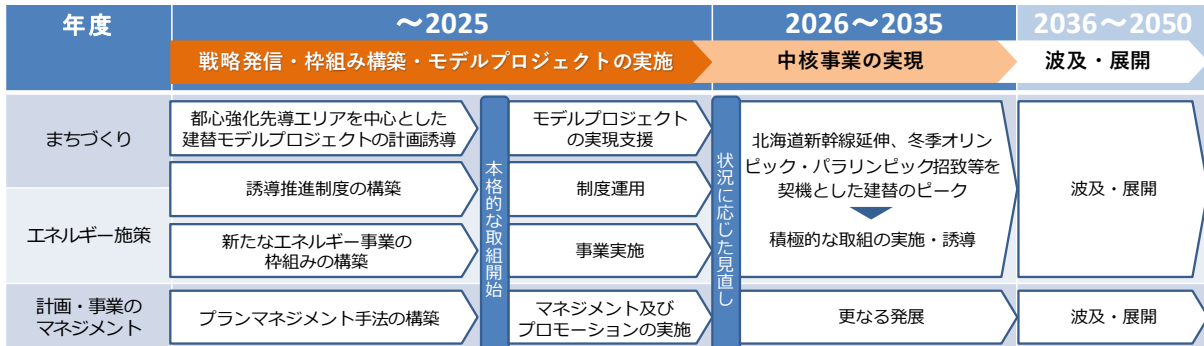 年度
～2025
2026～2035
2036～2050
戦略発信・枠組み構築・モデルプロジェクトの実施
中核事業の実現
波及・展開
まちづくり
エネルギー施策
計画・事業の
マネジメント
都心強化先導エリアを中心とした
建替モデルプロジェクトの計画誘導
誘導推進制度の構築
新たなエネルギー事業の
枠組みの構築
プランマネジメント手法の構築
本格的な取組開始
モデルプロジェクト
の実現支援
制度運用
事業実施
マネジメント及び
プロモーションの実施
状況に応じた見直し
北海道新幹線延伸、冬季オリン
ピック・パラリンピック招致等を
契機とした建替のピーク
積極的な取組の実施・誘導
更なる発展
波及・展開
波及・展開